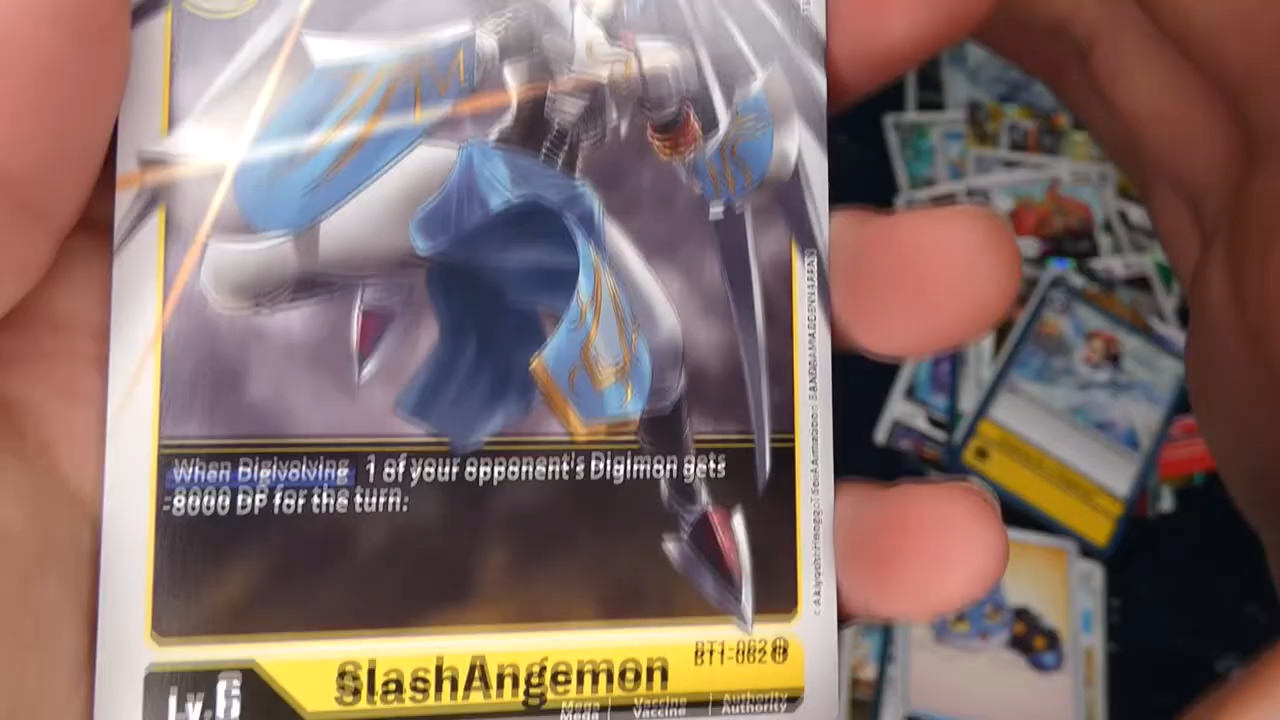 When Digivolving 1 of your opponent's Digimon gets
-8000 DP for the turn.
BT1-062
SlashAngemon
Lv.6
Mega Vaccine Authority